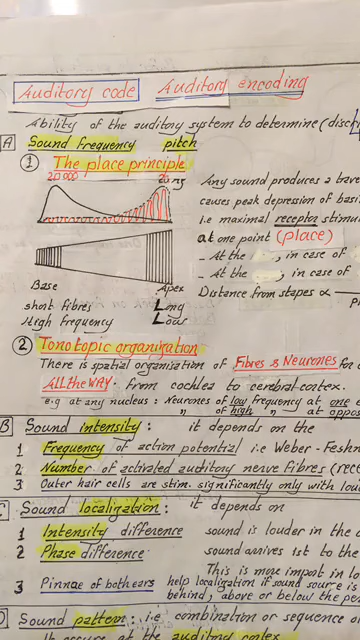 Auditory code   Auditory encoding
Ability of the auditory system to determine (disc
A Sound frequency pitch
1 The place principle
20 000   20
Any sound produces a trave
causes peak depression of basi
i.e maximal receptor stimu
at one point (place)
- At the , in case of
- At the , in case of
Distance from stapes α
Base   Apex
short fibres   Long
High frequency   Low
2 Tonotopic organization
There is spatial organisation of Fibres & Neurones for
All the way from cochlea to cerebral cortex.
e.g at any nucleus : Neurones of low frequency at one e
" of high " at oppos
B Sound intensity : it depends on the
1 Frequency of action potential i.e Weber - Feshn
2 Number of activated auditory nerve fibres (rece
3 Outer hair cells are stim. significantly only with lou
C Sound localization : it depends on
1 Intensity difference   sound is louder in the
2 Phase difference   sound arrives 1st to the
This is more import in lo
3 Pinnae of both ears   help localization if sound source is
behind, above or below the pe
D Sound pattern : i.e combination or sequence o
It occurs at the auditory cortex